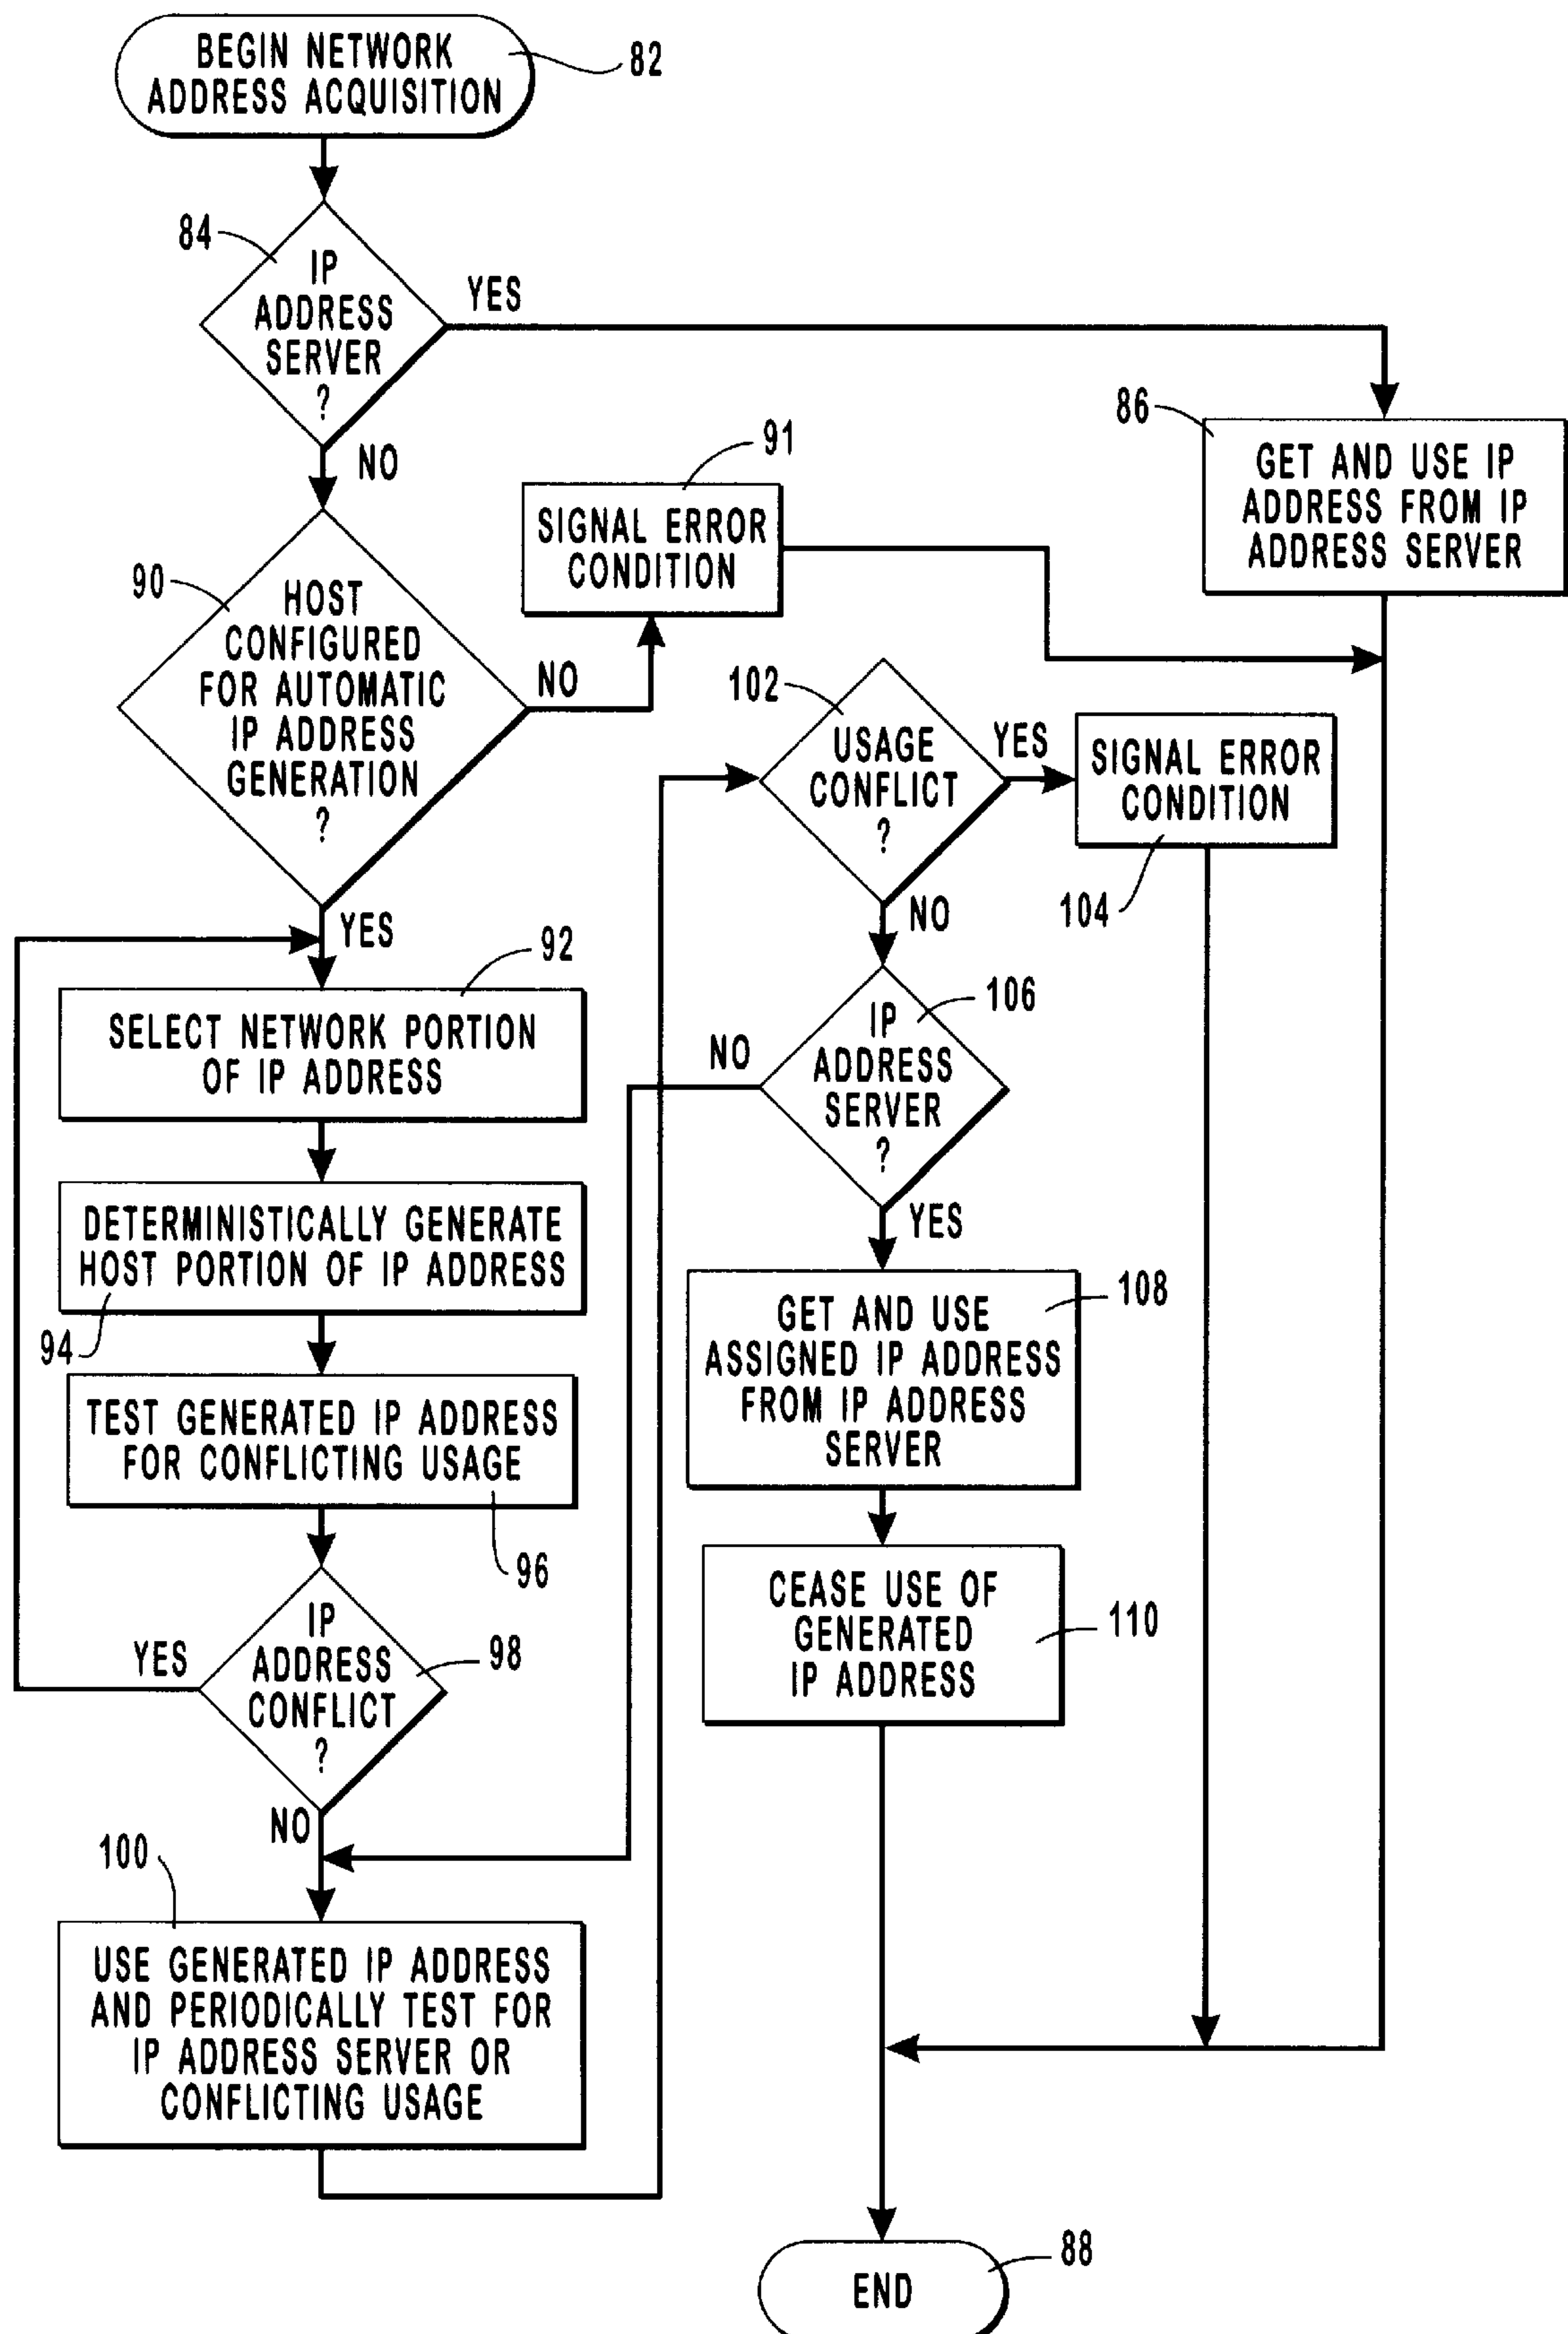 BEGIN NETWORK
ADDRESS ACQUISITION
82
84
IP
ADDRESS
SERVER
?
YES
NO
86
GET AND USE IP
ADDRESS FROM IP
ADDRESS SERVER
91
SIGNAL ERROR
CONDITION
90
HOST
CONFIGURED
FOR AUTOMATIC
IP ADDRESS
GENERATION
?
NO
YES
92
SELECT NETWORK PORTION
OF IP ADDRESS
DETERMINISTICALLY GENERATE
HOST PORTION OF IP ADDRESS
94
TEST GENERATED IP ADDRESS
FOR CONFLICTING USAGE
96
IP
ADDRESS
CONFLICT
?
98
YES
NO
100
USE GENERATED IP ADDRESS
AND PERIODICALLY TEST FOR
IP ADDRESS SERVER OR
CONFLICTING USAGE
102
USAGE
CONFLICT
?
YES
SIGNAL ERROR
CONDITION
104
NO
106
IP
ADDRESS
SERVER
?
NO
YES
108
GET AND USE
ASSIGNED IP ADDRESS
FROM IP ADDRESS
SERVER
CEASE USE OF
GENERATED
IP ADDRESS
110
88
END